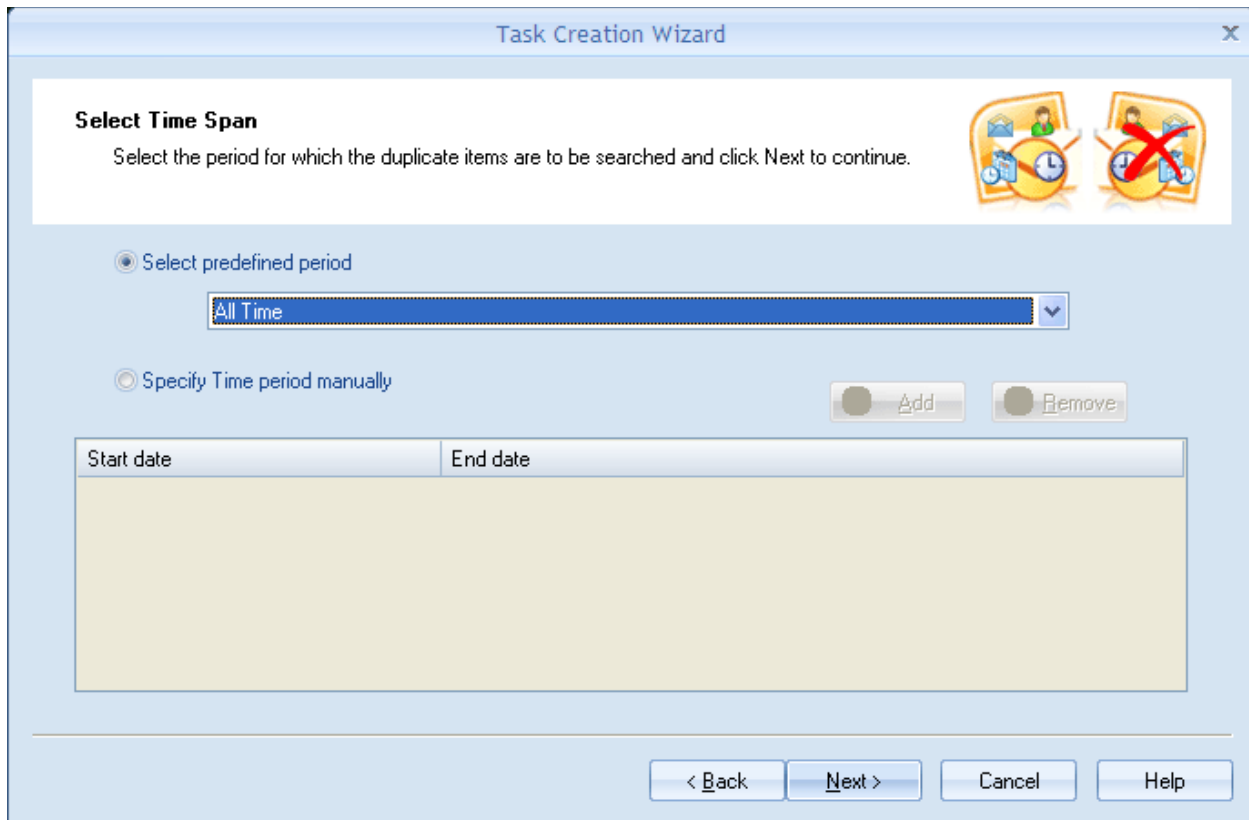 Task Creation Wizard
Select Time Span
Select the period for which the duplicate items are to be searched and click Next to continue.
Select predefined period
All Time
Specify Time period manually
Add
Remove
Start date
End date
< Back
Next >
Cancel
Help